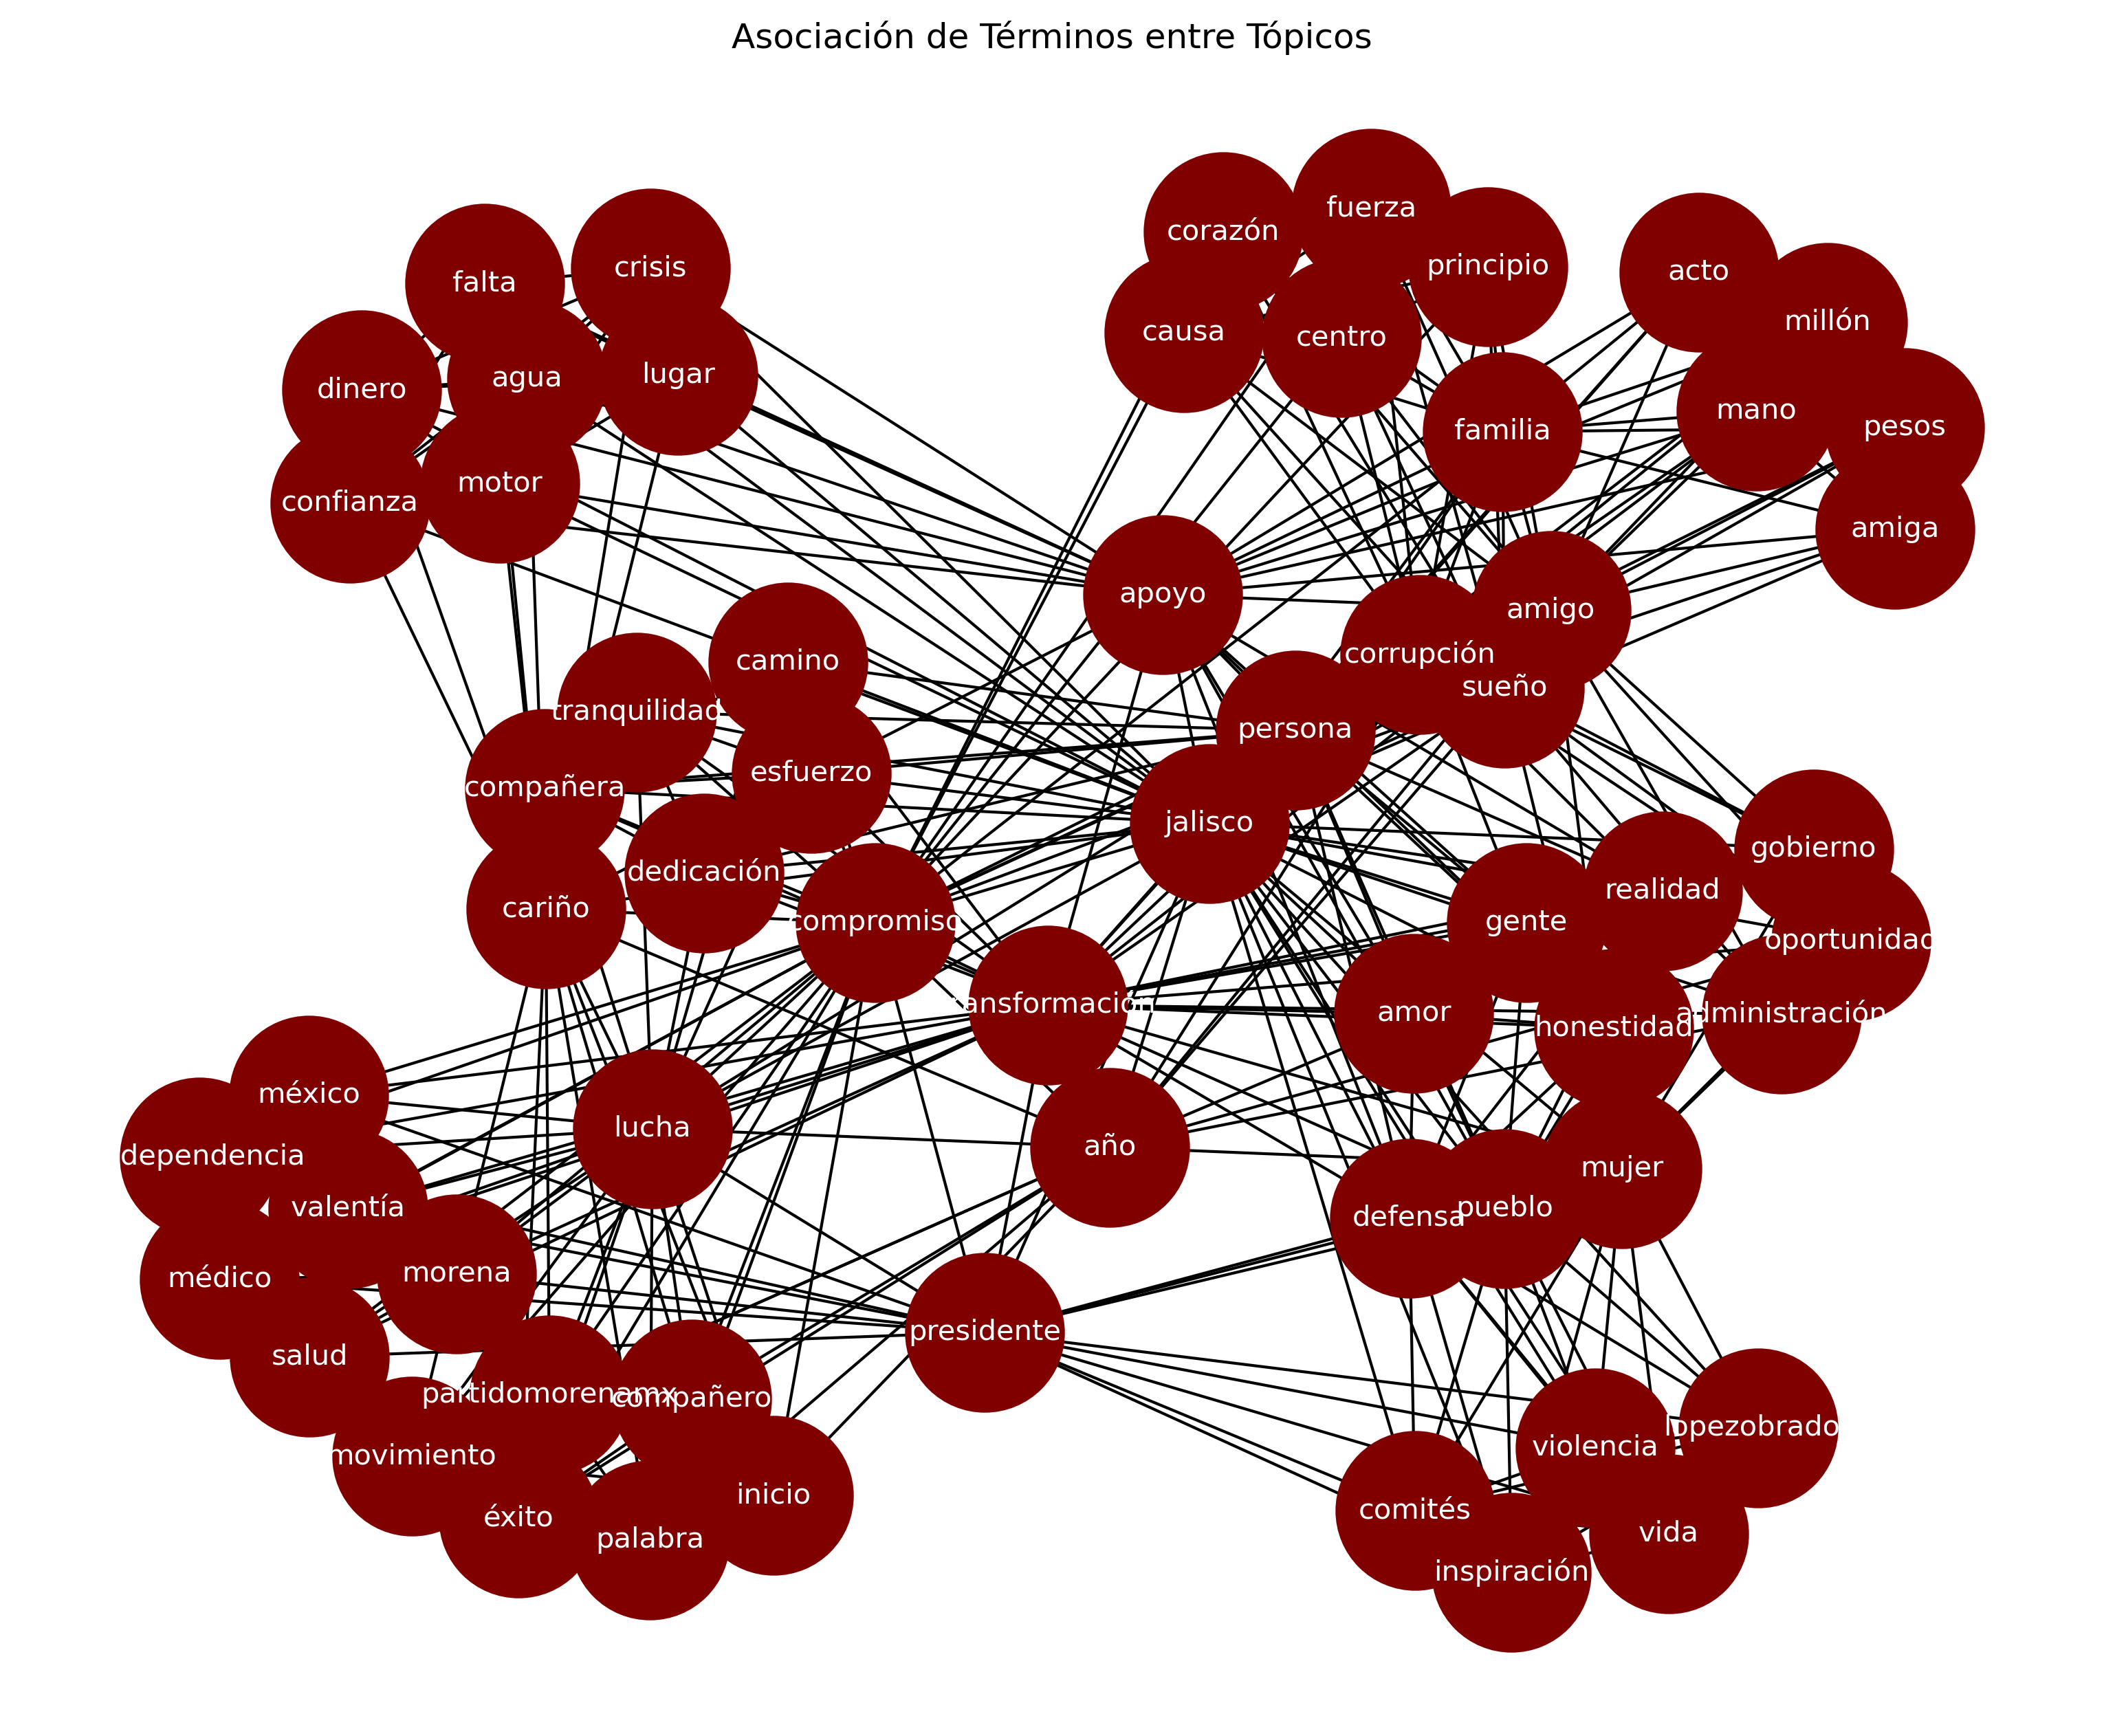 Asociación de Términos entre Tópicos
fuerza
corazón
principio
crisis
acto
falta
millón
causa
centro
lugar
agua
dinero
mano
pesos
familia
motor
confianza
amiga
apoyo
amigo
corrupción
camino
sueño
tranquilidad
persona
esfuerzo
compañera
jalisco
gobierno
dedicación
realidad
cariño
compromiso
gente
oportunidad
ransformación
amor
administración
honestidad
méxico
lucha
año
dependencia
mujer
valentía
pueblo
defensa
morena
médico
presidente
salud
partidomorenamx
compañero
lopezobrado
violencia
movimiento
inicio
comités
éxito
vida
palabra
inspiración